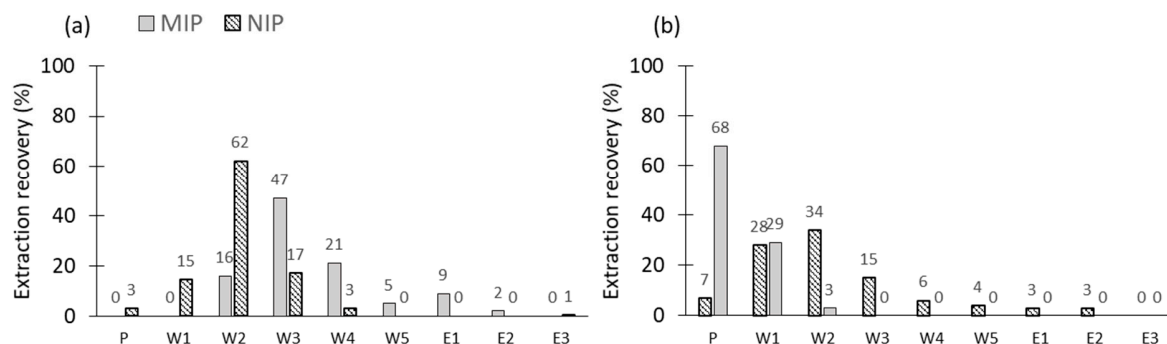 (a)
MIP NIP
Extraction recovery (%)
100
80
60
40
20
0
0 3 0 15 16 62 47 17 21 3 5 0 9 0 2 0 0 1
P W1 W2 W3 W4 W5 E1 E2 E3
(b)
Extraction recovery (%)
100
80
60
40
20
0
7 68 28 29 34 3 15 0 6 0 4 0 3 0 3 0 0 0
P W1 W2 W3 W4 W5 E1 E2 E3